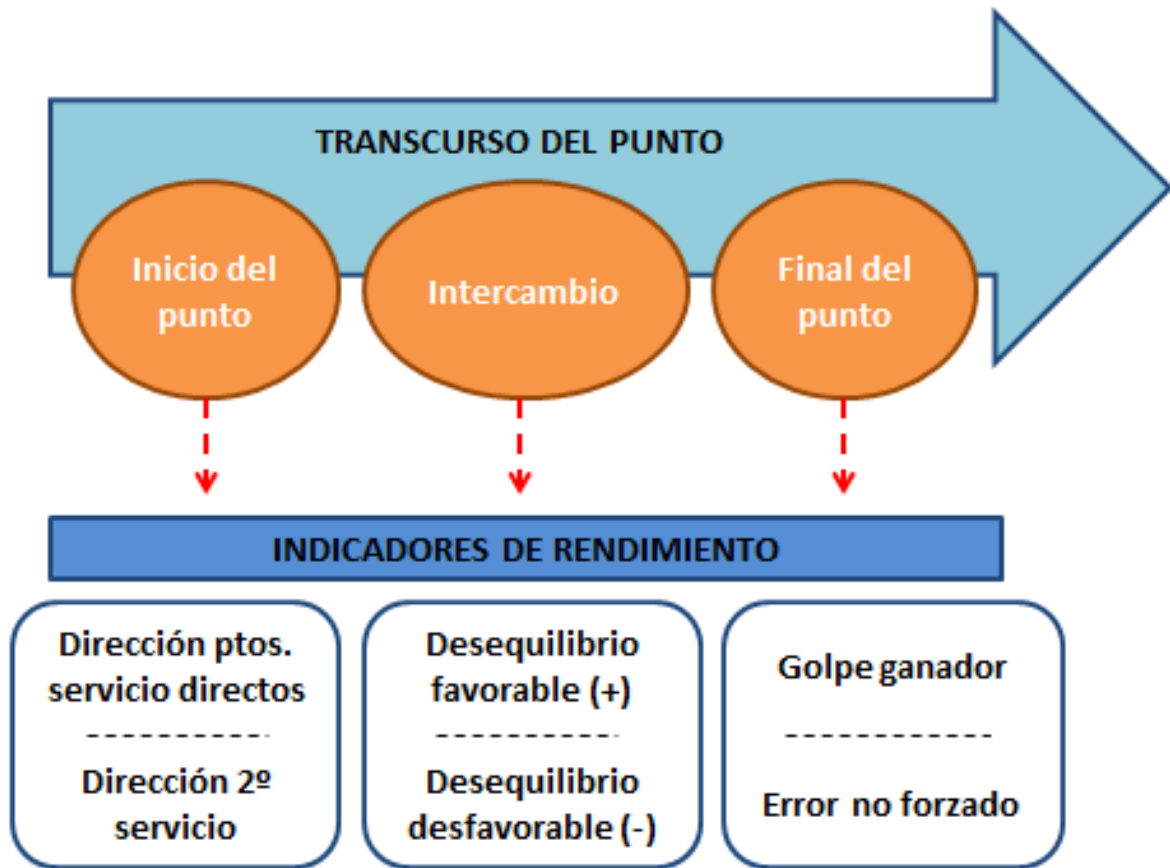 TRANSCURSO DEL PUNTO
Inicio del
punto
Intercambio
Final del
punto
INDICADORES DE RENDIMIENTO
Dirección ptos.
servicio directos
Dirección 2º
servicio
Desequilibrio
favorable (+)
Desequilibrio
desfavorable (-)
Golpe ganador
Error no forzado